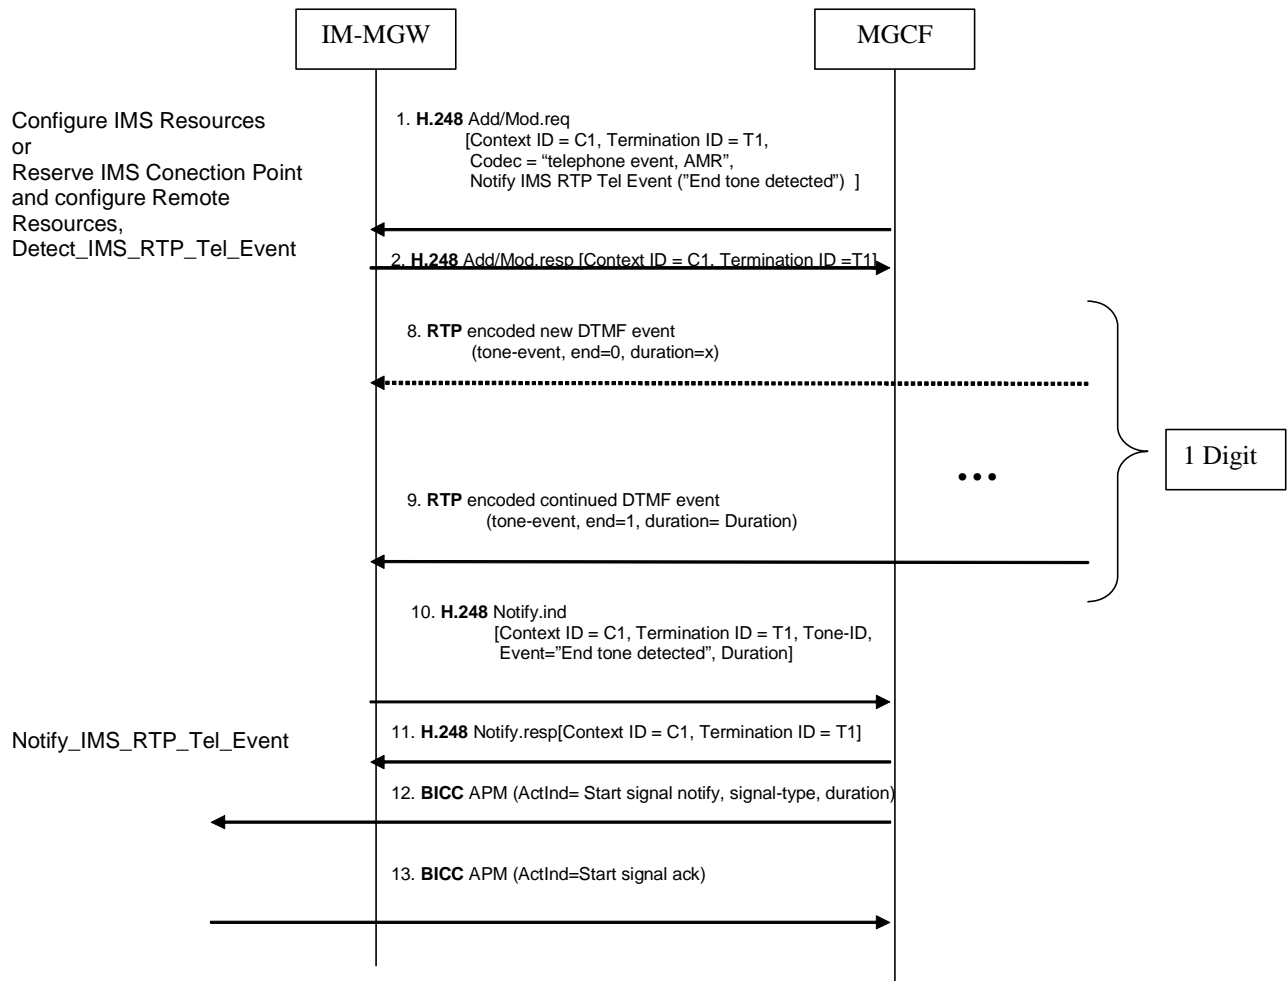 IM-MGW
MGCF
Configure IMS Resources
or
Reserve IMS Conection Point
and configure Remote
Resources,
Detect_IMS_RTP_Tel_Event
1. H.248 Add/Mod.req
[Context ID = C1, Termination ID = T1,
Codec = “telephone event, AMR”,
Notify IMS RTP Tel Event (”End tone detected”) ]
2. H.248 Add/Mod.resp [Context ID = C1, Termination ID =T1]
8. RTP encoded new DTMF event
(tone-event, end=0, duration=x)
...
1 Digit
9. RTP encoded continued DTMF event
(tone-event, end=1, duration= Duration)
10. H.248 Notify.ind
[Context ID = C1, Termination ID = T1, Tone-ID,
Event=”End tone detected”, Duration]
Notify_IMS_RTP_Tel_Event
11. H.248 Notify.resp[Context ID = C1, Termination ID = T1]
12. BICC APM (ActInd= Start signal notify, signal-type, duration)
13. BICC APM (ActInd=Start signal ack)